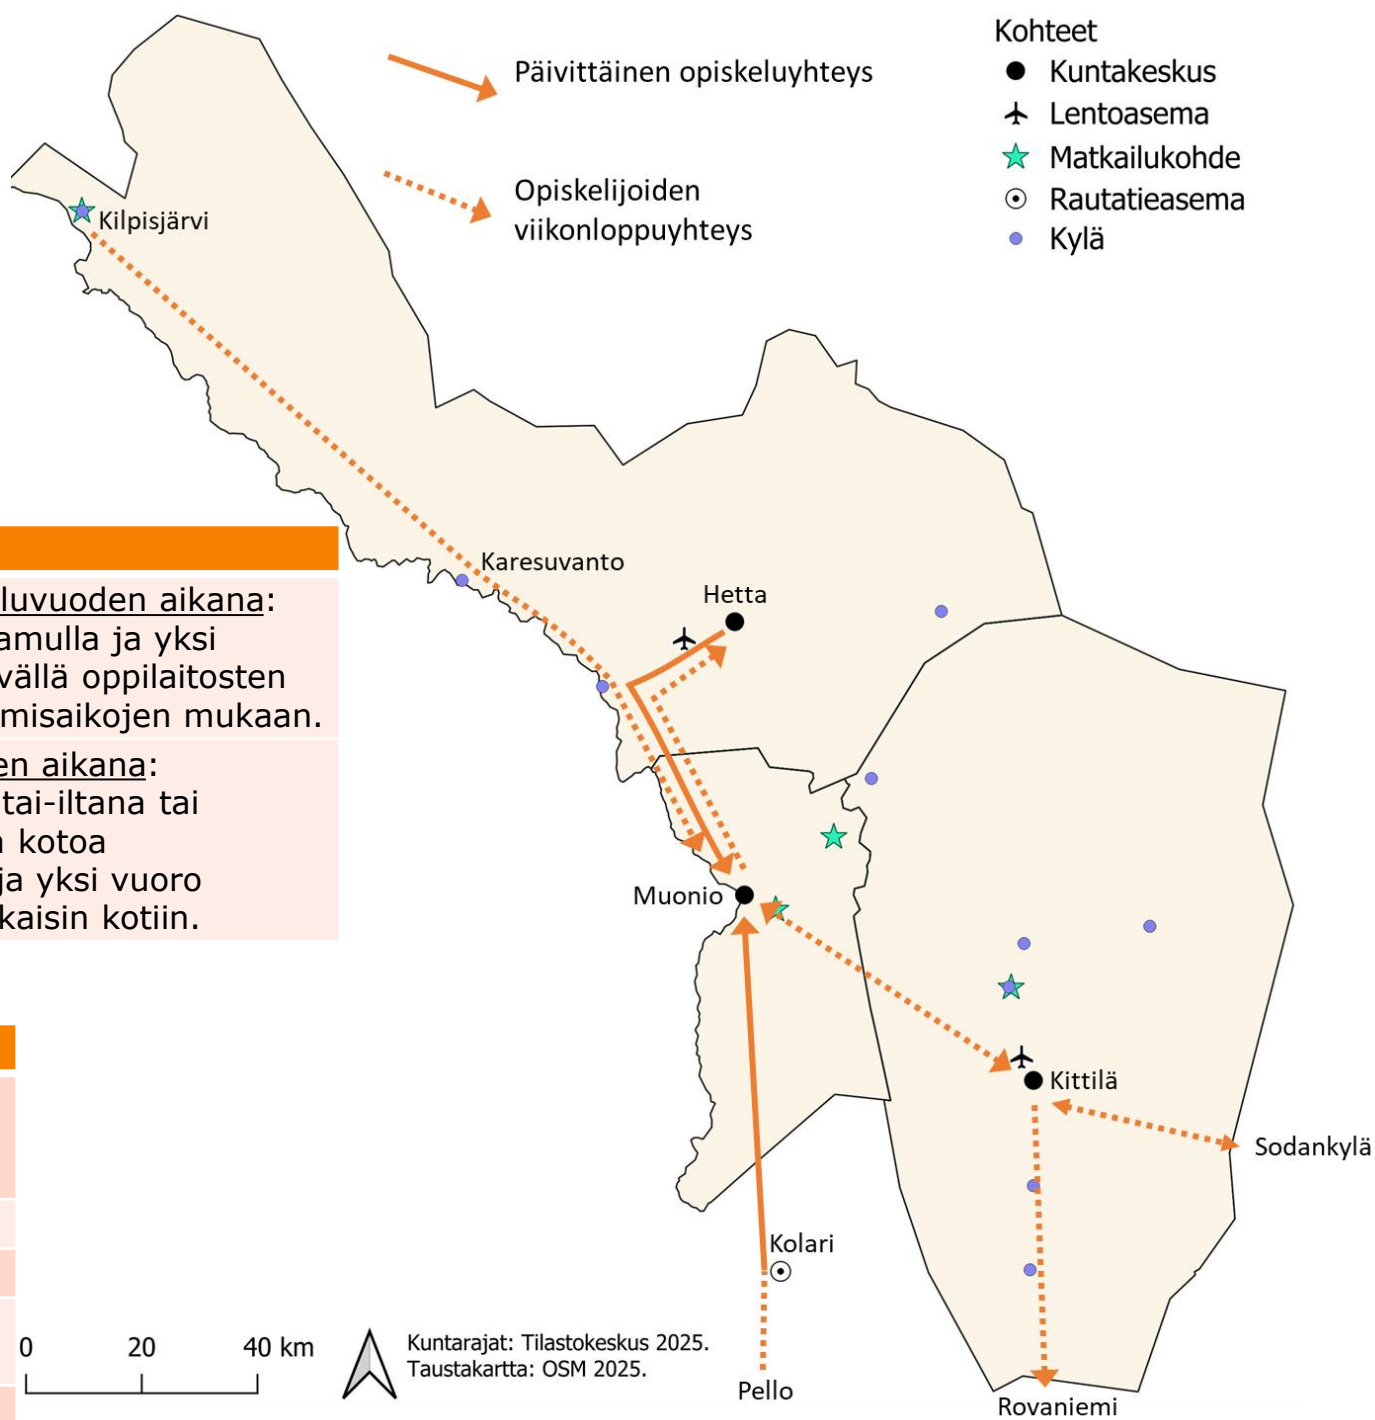 Päivittäinen opiskeluyhteys
Opiskelijoiden
viikonloppuyhteys
Kohteet
Kuntakeskus
Lentoasema
Matkailukohde
Rautatieasema
Kylä
Kilpisjärvi
Karesuvanto
Hetta
luvuoden aikana:
amulla ja yksi
vällä oppilaitosten
misaikojen mukaan.
en aikana:
tai-iltana tai
kotoa
ja yksi vuoro
kaisin kotiin.
Muonio
Kittilä
Sodankylä
Kolari
Pello
Rovaniemi
0 20 40 km
Kuntarajat: Tilastokeskus 2025.
Taustakartta: OSM 2025.